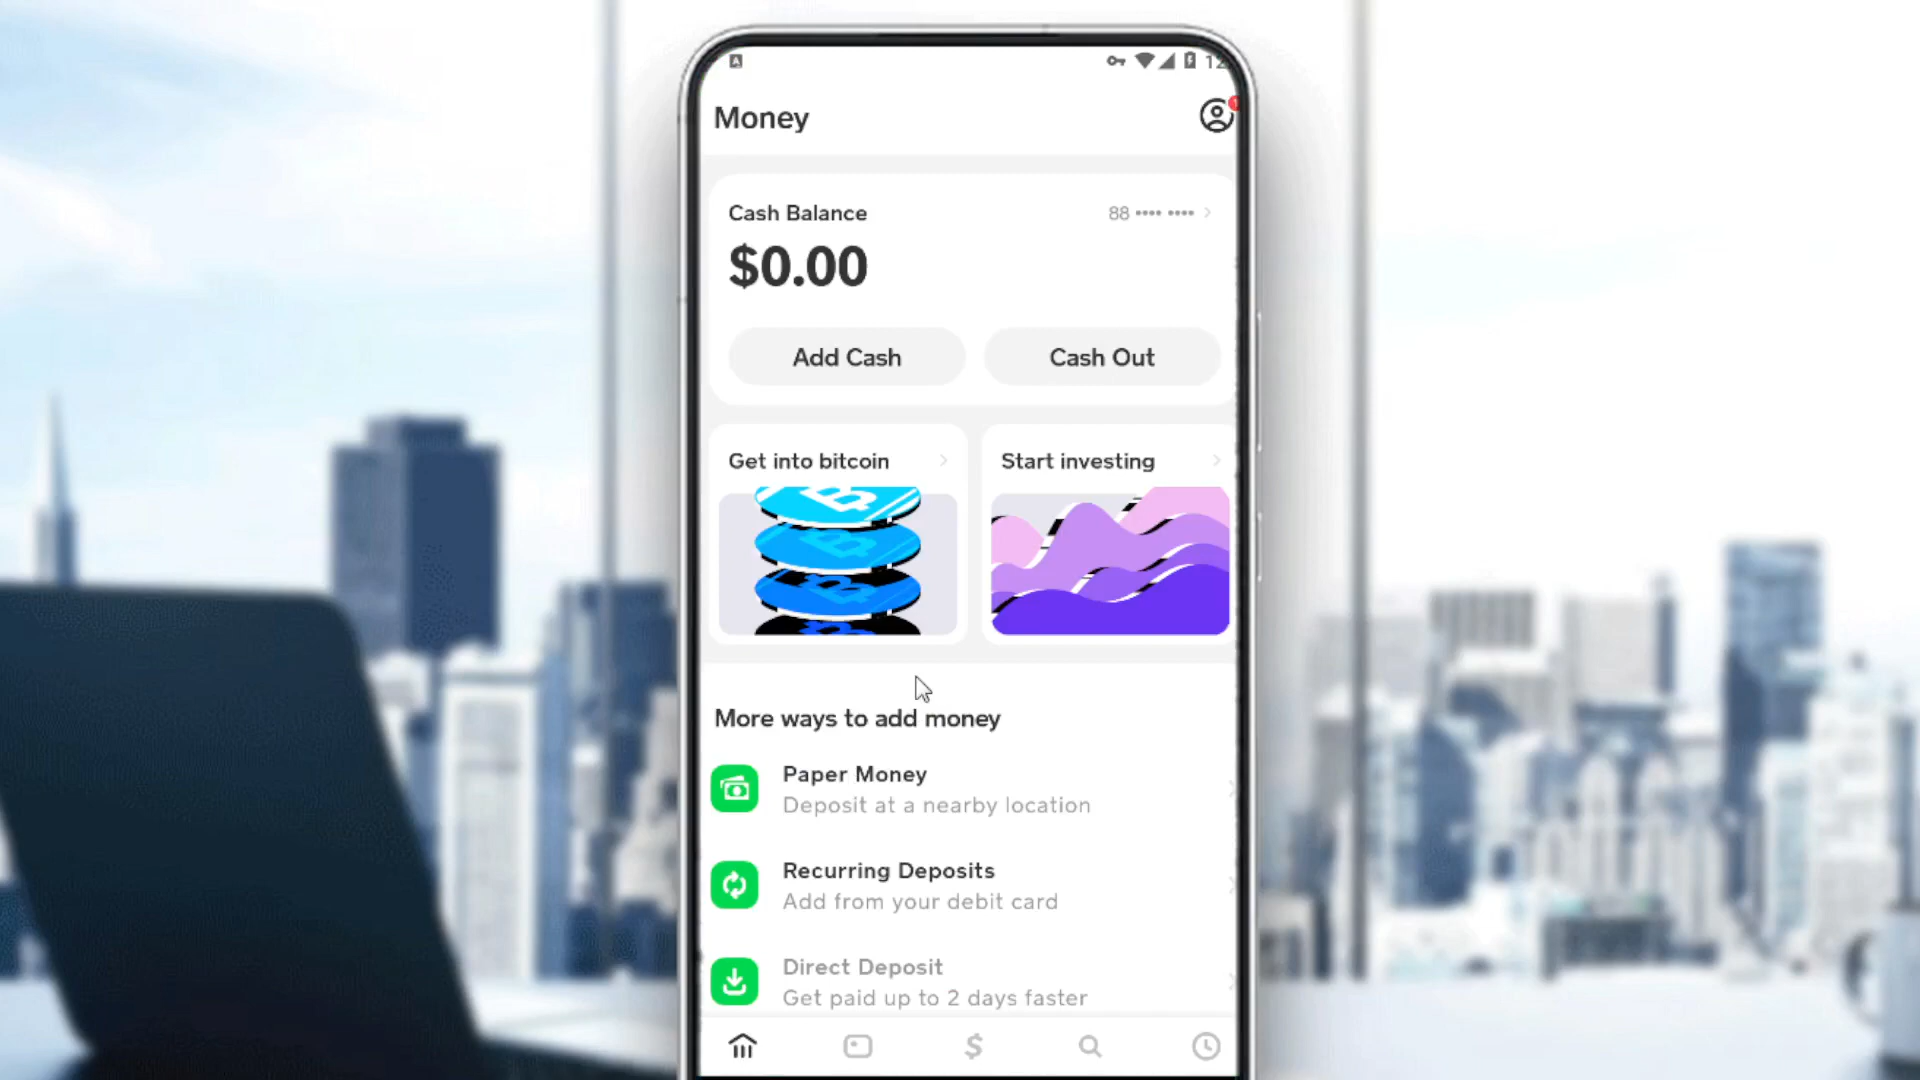 12
Money
1
Cash Balance
88 •••• ••••
$0.00
Add Cash
Cash Out
Get into bitcoin
Start investing
More ways to add money
Paper Money
Deposit at a nearby location
Recurring Deposits
Add from your debit card
Direct Deposit
Get paid up to 2 days faster